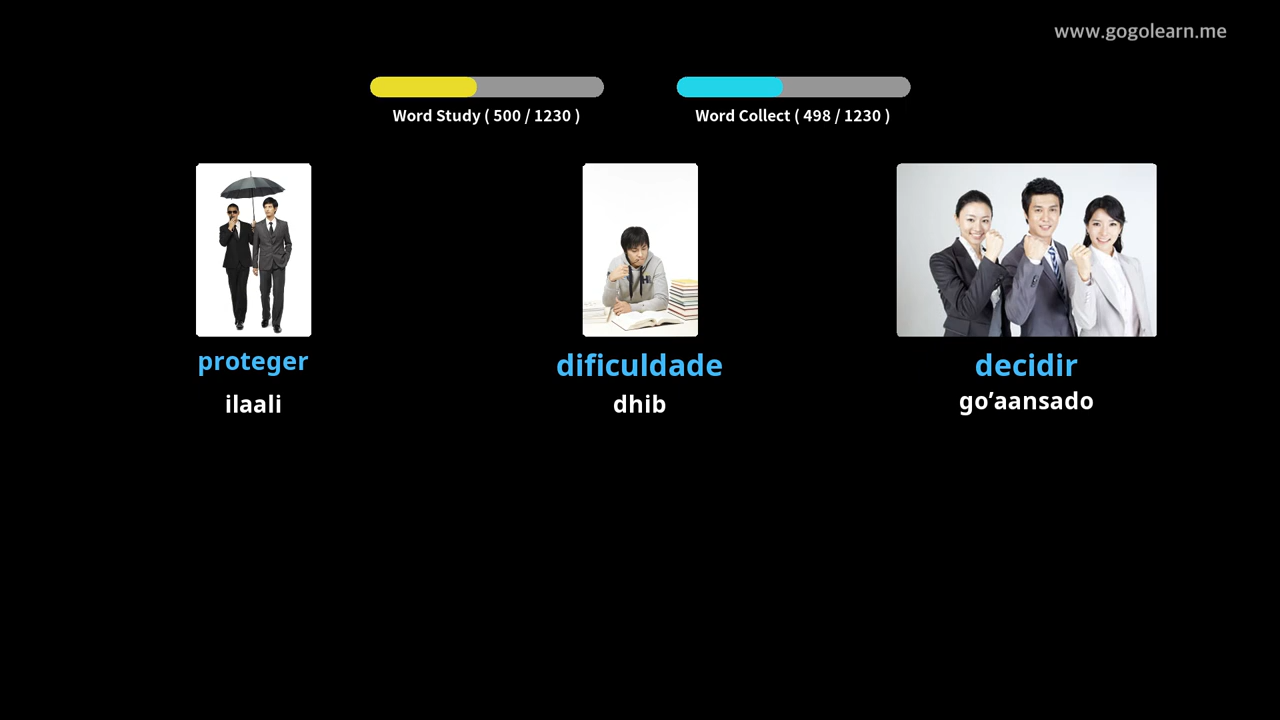 www.gogolearn.me
Word Study ( 500 / 1230 )
Word Collect ( 498 / 1230 )
proteger
dificuldade
decidir
ilaali
dhib
go’aansado